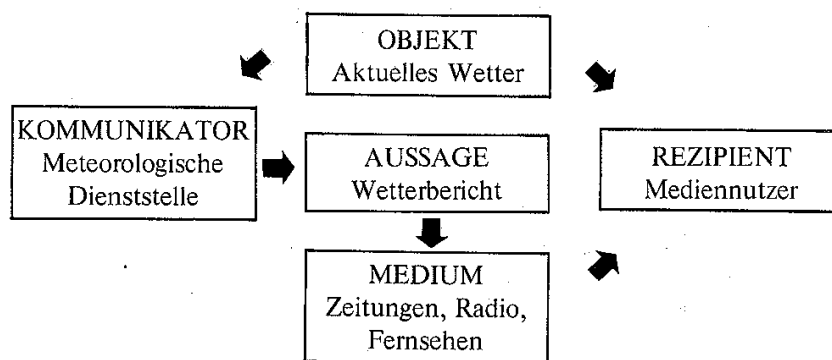 OBJEKT
Aktuelles Wetter
KOMMUNIKATOR
Meteorologische
Dienststelle
AUSSAGE
Wetterbericht
REZIPIENT
Mediennutzer
MEDIUM
Zeitungen, Radio,
Fernsehen